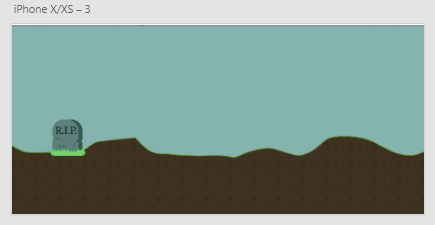 iPhone X/XS – 3
R.I.P.